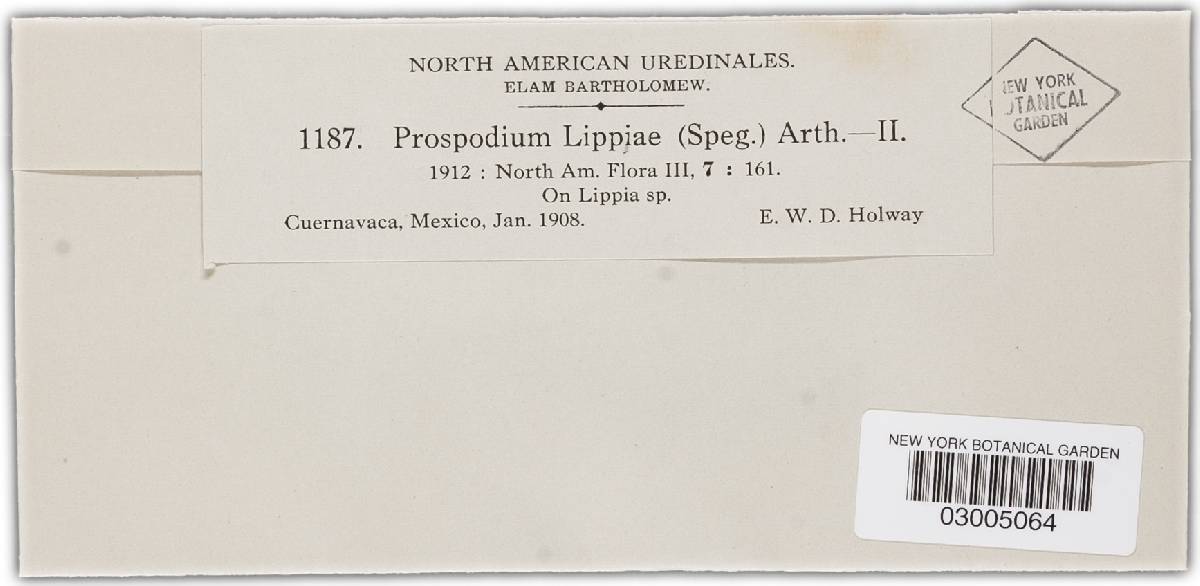 NORTH AMERICAN UREDINALES.
ELAM BARTHOLOMEW.
1187. Prospodium Lippiae (Speg.) Arth.—II.
1912 : North Am. Flora III, 7 : 161.
On Lippia sp.
Cuernavaca, Mexico, Jan. 1908. E. W. D. Holway
NEW YORK
BOTANICAL
GARDEN
NEW YORK BOTANICAL GARDEN
03005064